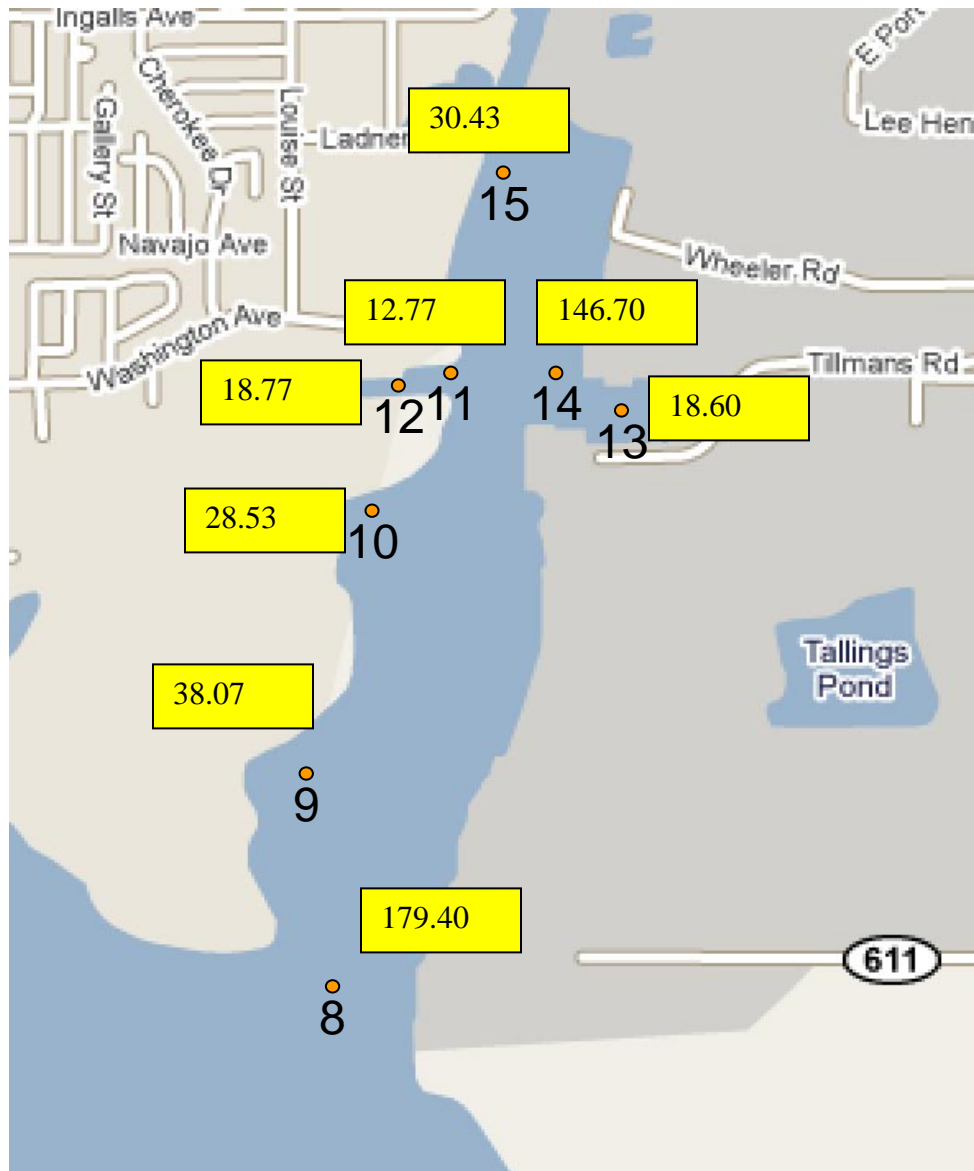 Ingalls Ave
E Por
Cherokee Dr
Gallery St
Louise St
Ladner
30.43
Lee Hen
15
Navajo Ave
Wheeler Rd
12.77
146.70
Washington Ave
Tillmans Rd
18.77
12
11
14
13
18.60
28.53
10
Tallings
Pond
38.07
9
179.40
611
8